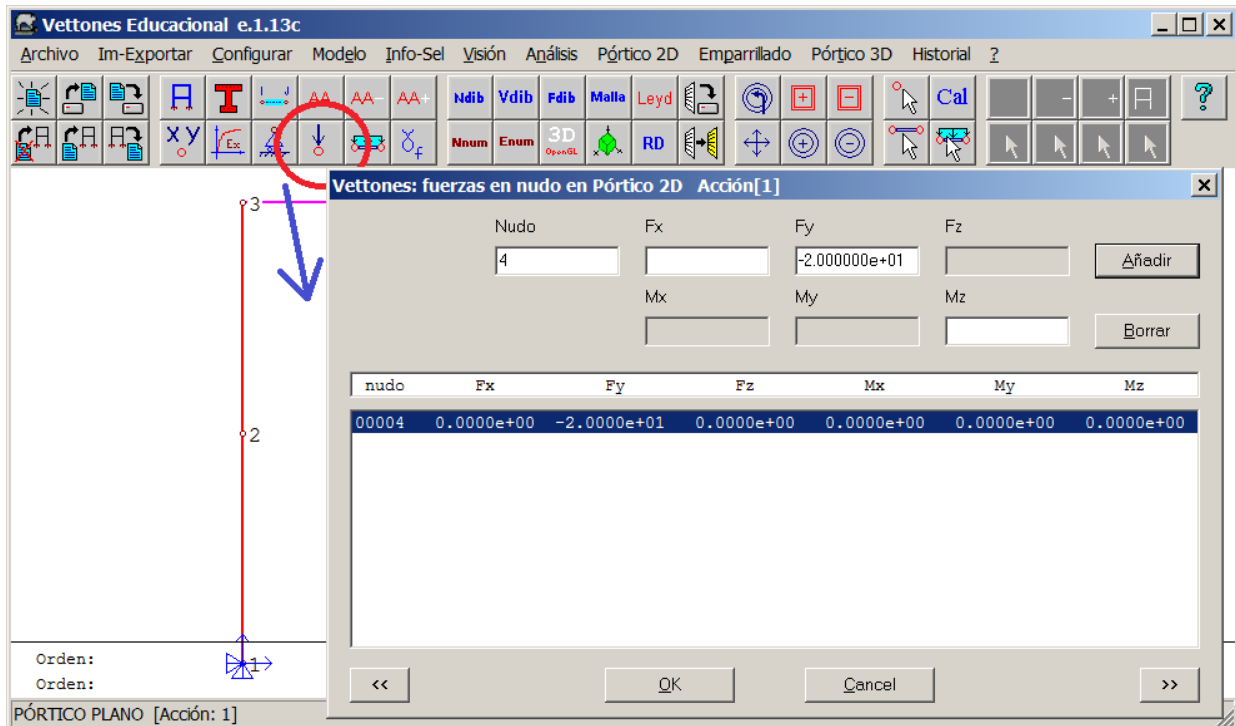 Vettones Educacional e.1.13c
Archivo Im-Exportar Configurar Modelo Info-Sel Visión Análisis Pórtico 2D Emparrillado Pórtico 3D Historial ?
AA AA- AA+ Ndib Vdib Fdib Malla Leyd + - Cal - + ?
X y Ex f Nnum Enum 3D OpenGL RD + -
Vettones: fuerzas en nudo en Pórtico 2D Acción[1]
3
Nudo Fx Fy Fz
4 -2.000000e+01 Añadir
Mx My Mz
Borrar
nudo Fx Fy Fz Mx My Mz
00004 0.0000e+00 -2.0000e+01 0.0000e+00 0.0000e+00 0.0000e+00 0.0000e+00
2
Orden:
1
Orden:
<< OK Cancel >>
PÓRTICO PLANO [Acción: 1]